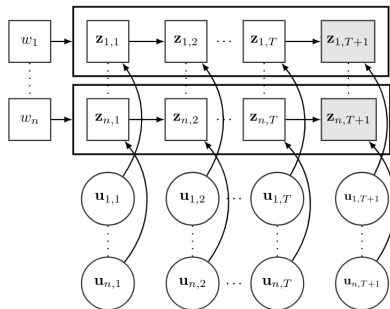 w₁ z₁,₁ z₁,₂ ... z₁,T z₁,T+1
wₙ zₙ,₁ zₙ,₂ ... zₙ,T zₙ,T+1
u₁,₁ u₁,₂ ... u₁,T u₁,T+1
uₙ,₁ uₙ,₂ ... uₙ,T uₙ,T+1